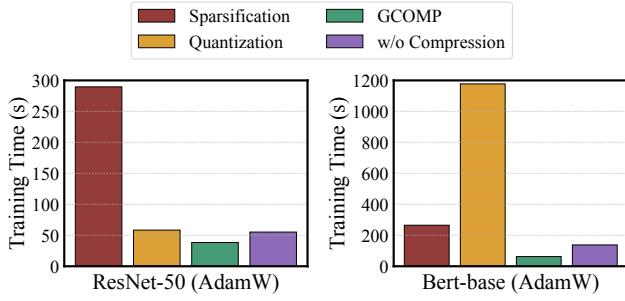 Sparsification
GCOMP
Quantization
w/o Compression
Training Time (s)
300
250
200
150
100
50
0
ResNet-50 (AdamW)
Training Time (s)
1200
1000
800
600
400
200
0
Bert-base (AdamW)